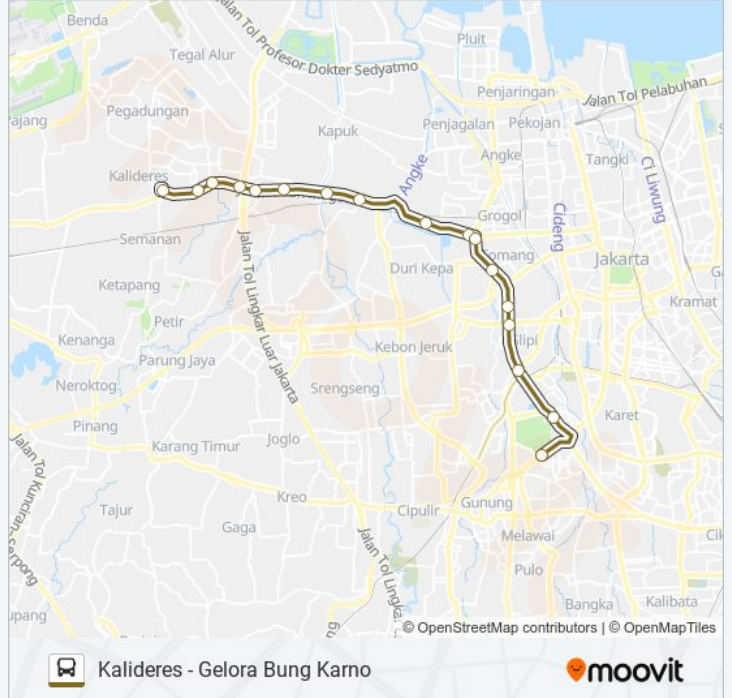 Benda
Pluit
Tegal Alur
Jalan Tol Profesor Dokter Sedyatmo
Penjaringan
Jalan Tol Pelabuhan
Pegadungan
Pajang
Kapuk
Penjagalan
Pekojan
Angke
Tangki
Kalideres
Angke
Ci Liwung
Cideng
Grogol
Semanan
Jakarta
Duri Kepa
Ketapang
Kramat
Petir
Jalan Tol Lingkar Luar Jakarta
Slipi
Kenanga
Kebon Jeruk
Parung Jaya
Neroktog
Srengseng
Pinang
Karet
Joglo
Karang Timur
Kreo
Gunung
Tajur
Cipulir
Gaga
Melawai
Pulo
Bangka
Kalibata
© OpenStreetMap contributors | © OpenMapTiles
Kalideres - Gelora Bung Karno
moovit